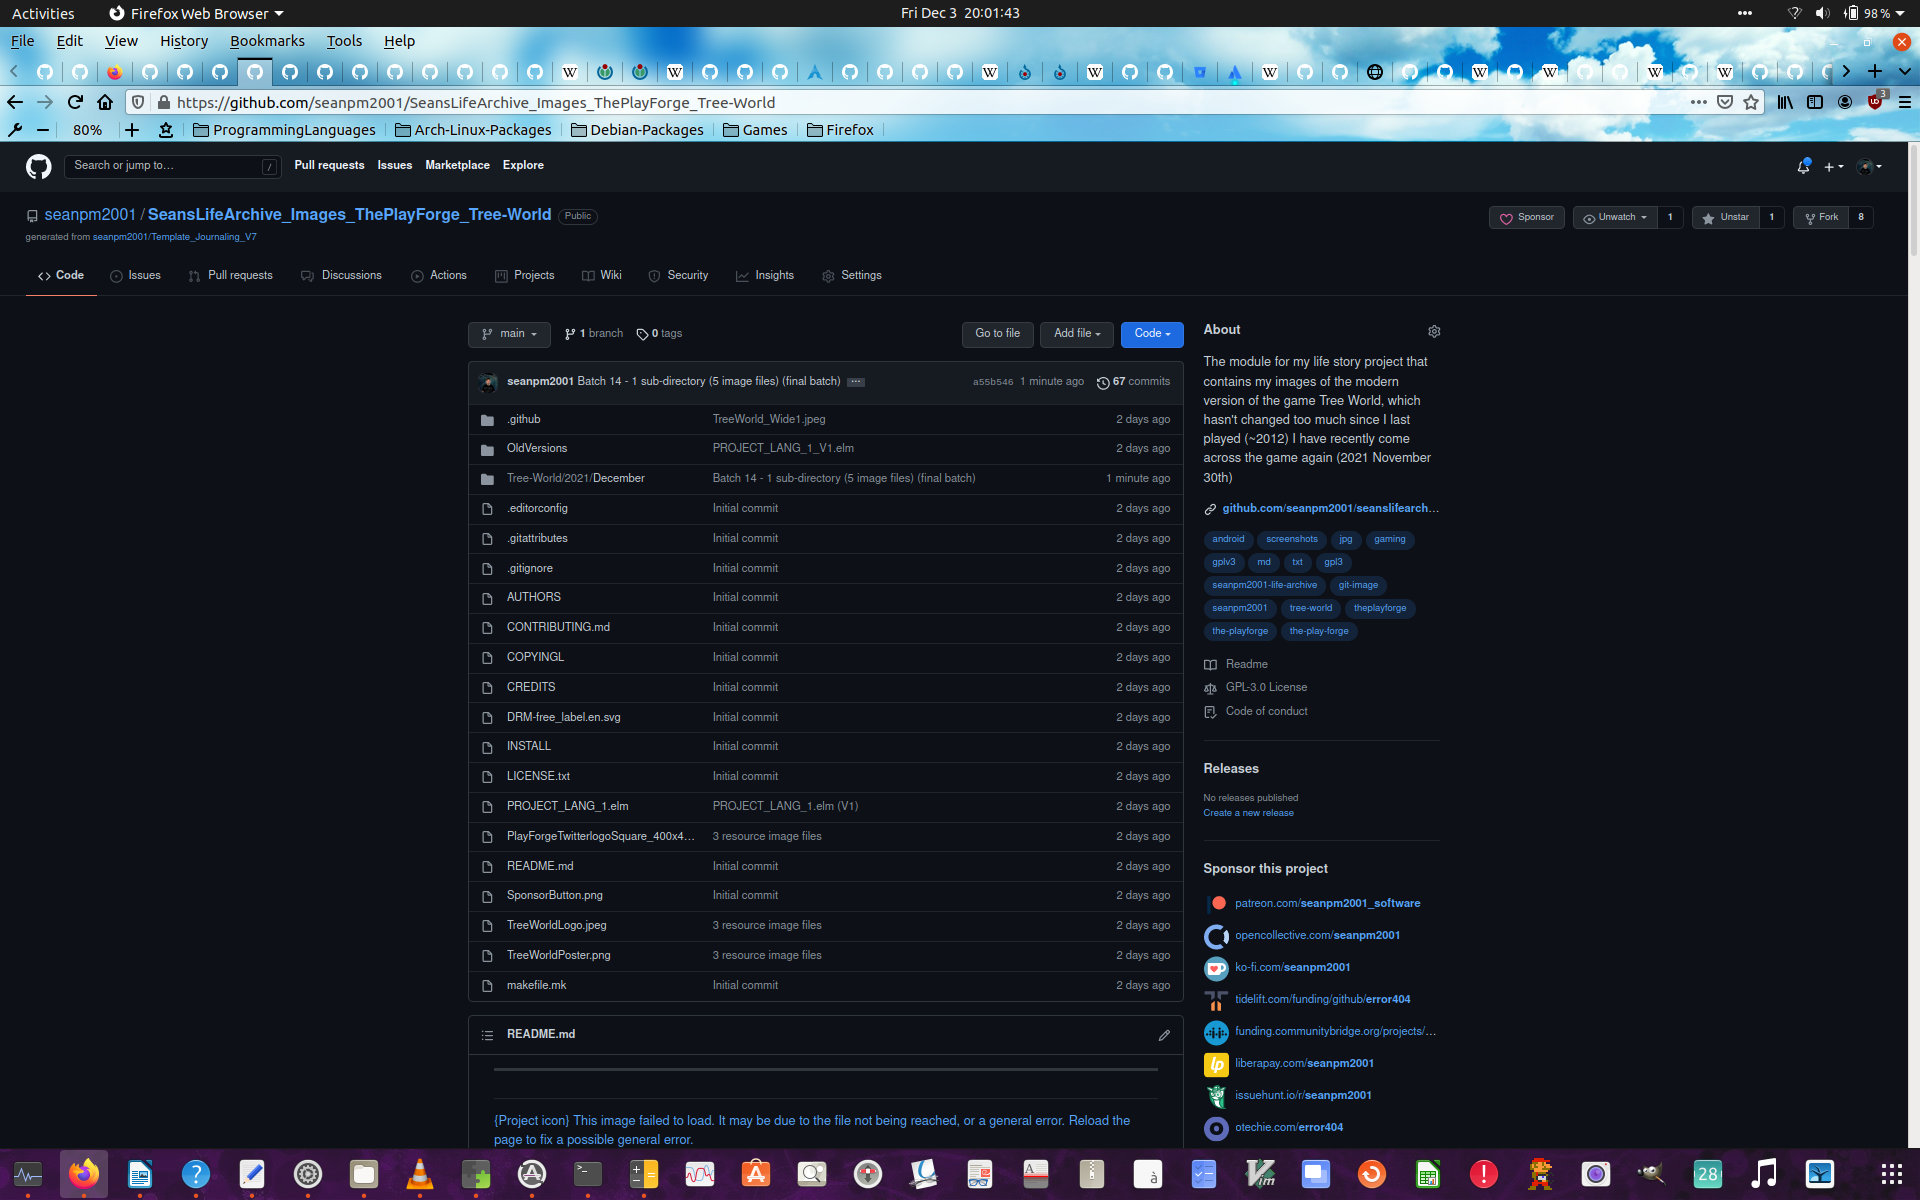 Activities Firefox Web Browser Fri Dec 3 20:01:43 98 %
File Edit View History Bookmarks Tools Help
https://github.com/seanpm2001/SeansLifeArchive_Images_ThePlayForge_Tree-World 3
80% ProgrammingLanguages Arch-Linux-Packages Debian-Packages Games Firefox
Search or jump to… / Pull requests Issues Marketplace Explore
seanpm2001 / SeansLifeArchive_Images_ThePlayForge_Tree-World Public Sponsor Unwatch 1 Unstar 1 Fork 8
generated from seanpm2001/Template_Journaling_V7
Code Issues Pull requests Discussions Actions Projects Wiki Security Insights Settings
main 1 branch 0 tags Go to file Add file Code
seanpm2001 Batch 14 - 1 sub-directory (5 image files) (final batch) ... a55b546 1 minute ago 67 commits
.github TreeWorld_Wide1.jpeg 2 days ago
OldVersions PROJECT_LANG_1_V1.elm 2 days ago
Tree-World/2021/December Batch 14 - 1 sub-directory (5 image files) (final batch) 1 minute ago
.editorconfig Initial commit 2 days ago
.gitattributes Initial commit 2 days ago
.gitignore Initial commit 2 days ago
AUTHORS Initial commit 2 days ago
CONTRIBUTING.md Initial commit 2 days ago
COPYINGL Initial commit 2 days ago
CREDITS Initial commit 2 days ago
DRM-free_label.en.svg Initial commit 2 days ago
INSTALL Initial commit 2 days ago
LICENSE.txt Initial commit 2 days ago
PROJECT_LANG_1.elm PROJECT_LANG_1.elm (V1) 2 days ago
PlayForgeTwitterlogoSquare_400x4… 3 resource image files 2 days ago
README.md Initial commit 2 days ago
SponsorButton.png Initial commit 2 days ago
TreeWorldLogo.jpeg 3 resource image files 2 days ago
TreeWorldPoster.png 3 resource image files 2 days ago
makefile.mk Initial commit 2 days ago
README.md
{Project icon} This image failed to load. It may be due to the file not being reached, or a general error. Reload the
page to fix a possible general error.
About
The module for my life story project that
contains my images of the modern
version of the game Tree World, which
hasn't changed too much since I last
played (~2012) I have recently come
across the game again (2021 November
30th)
github.com/seanpm2001/seanslifearch…
android screenshots jpg gaming
gplv3 md txt gpl3
seanpm2001-life-archive git-image
seanpm2001 tree-world theplayforge
the-playforge the-play-forge
Readme
GPL-3.0 License
Code of conduct
Releases
No releases published
Create a new release
Sponsor this project
patreon.com/seanpm2001_software
opencollective.com/seanpm2001
ko-fi.com/seanpm2001
tidelift.com/funding/github/error404
funding.communitybridge.org/projects/…
liberapay.com/seanpm2001
issuehunt.io/r/seanpm2001
otechie.com/error404
28